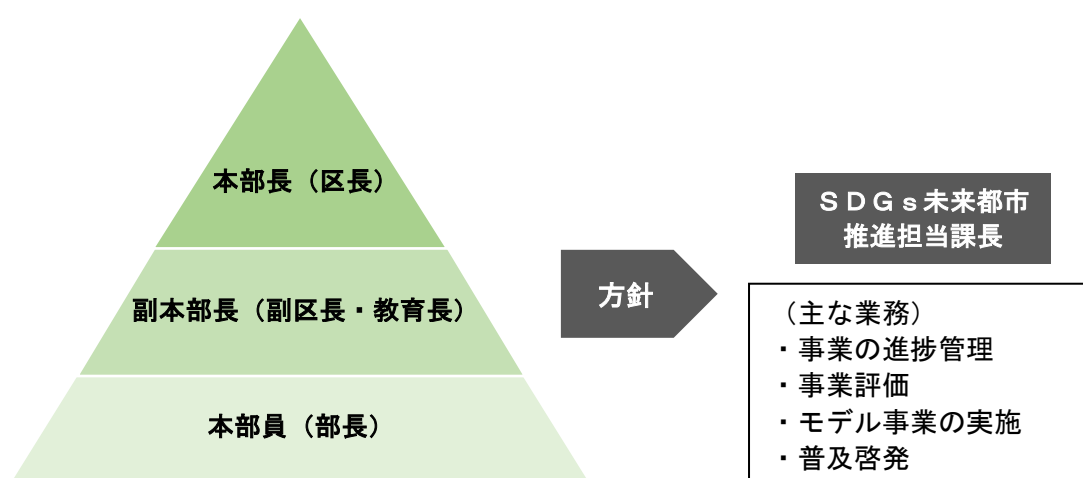 本部長（区長）
副本部長（副区長・教育長）
本部員（部長）
方針
ＳＤＧｓ未来都市
推進担当課長
（主な業務）
・事業の進捗管理
・事業評価
・モデル事業の実施
・普及啓発